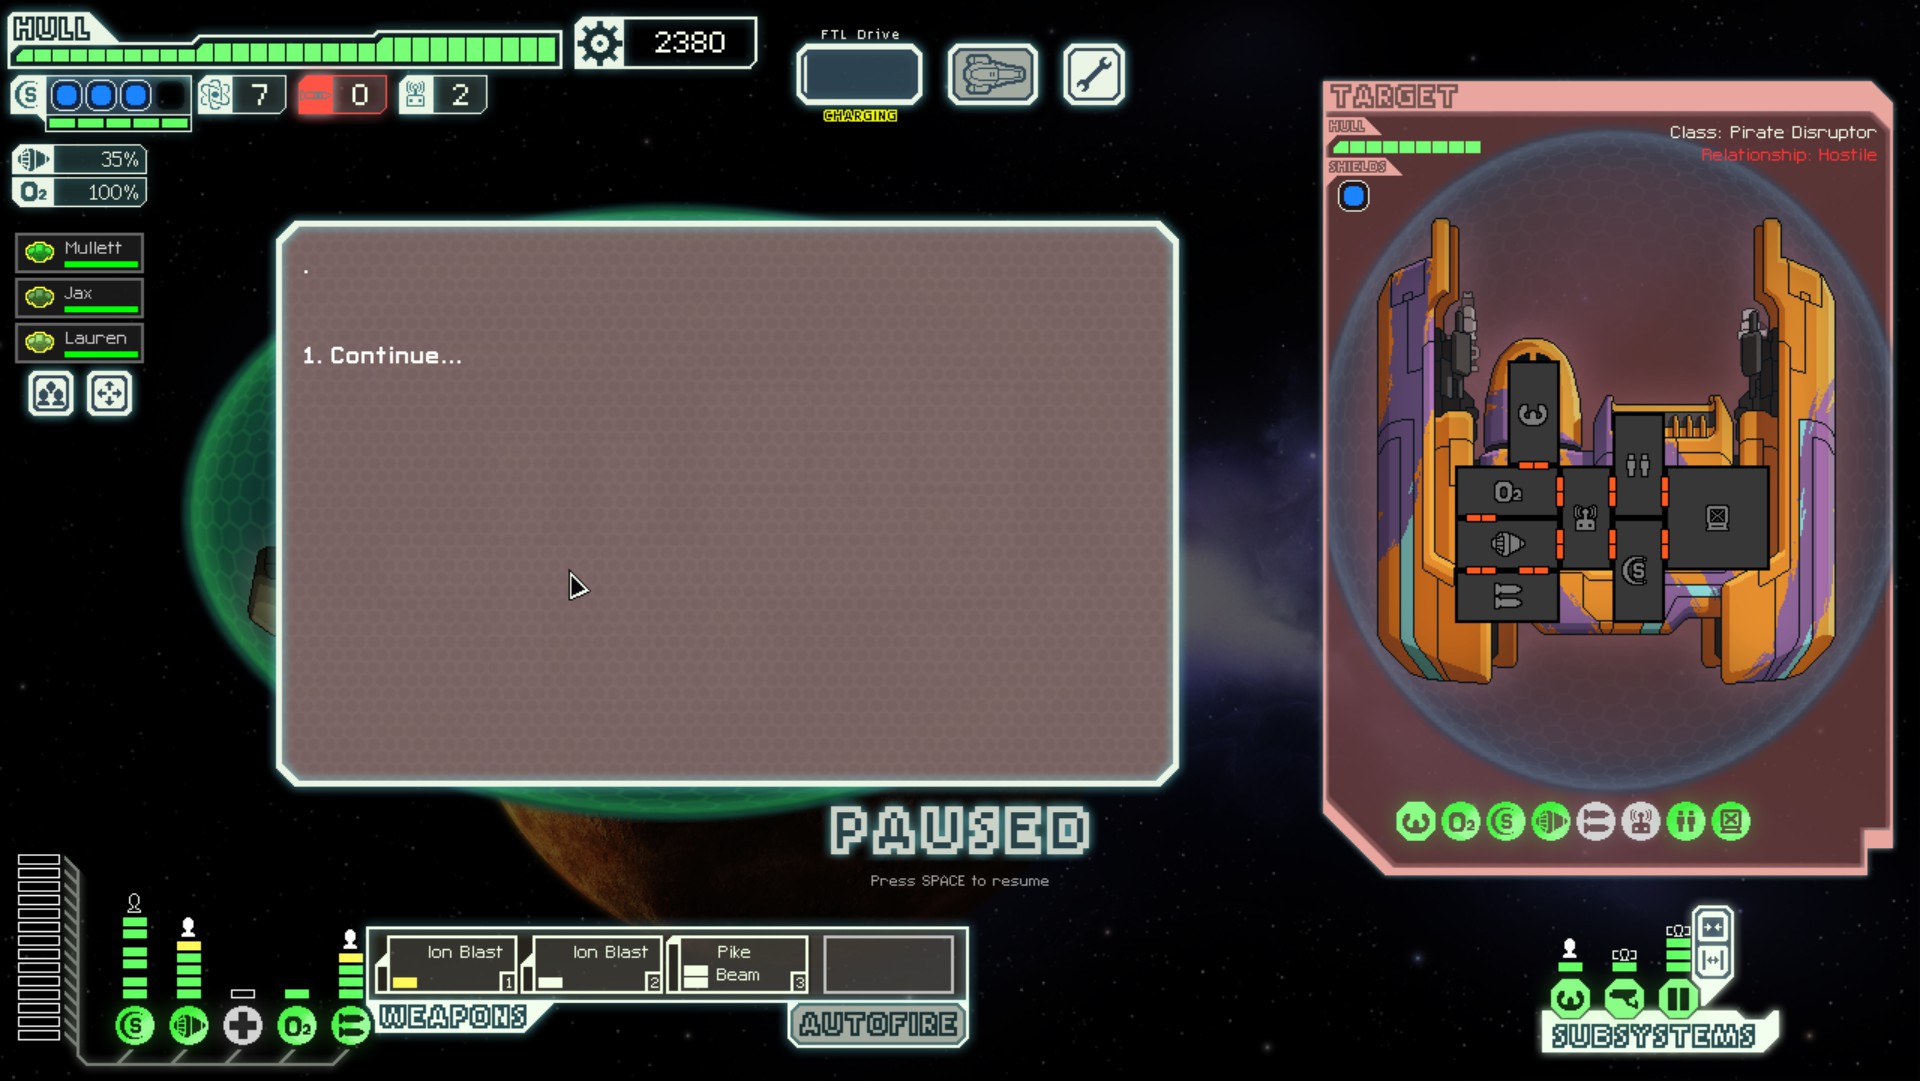 HULL
2380
FTL Drive
CHARGING
7
0
2
35%
O2
100%
Mullett
Jax
Lauren
.
1. Continue...
TARGET
HULL
Class: Pirate Disruptor
Relationship: Hostile
SHIELDS
O2
O2
PAUSED
Press SPACE to resume
Ion Blast
1
Ion Blast
2
Pike
Beam
3
O2
WEAPONS
AUTOFIRE
SUBSYSTEMS